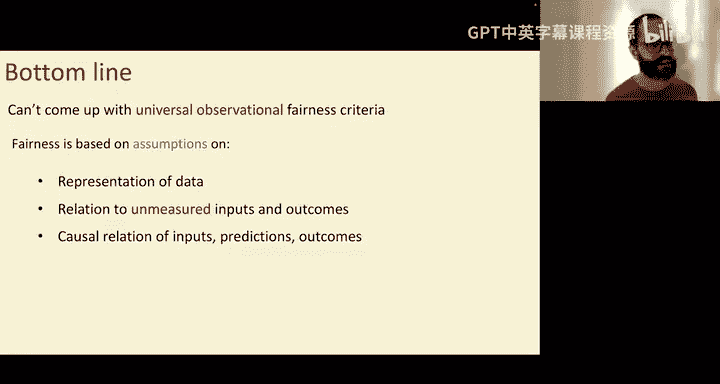 GPT中英字幕课程资源 bilibili
Bottom line
Can't come up with universal observational fairness criteria
Fairness is based on assumptions on:
• Representation of data
• Relation to unmeasured inputs and outcomes
• Causal relation of inputs, predictions, outcomes